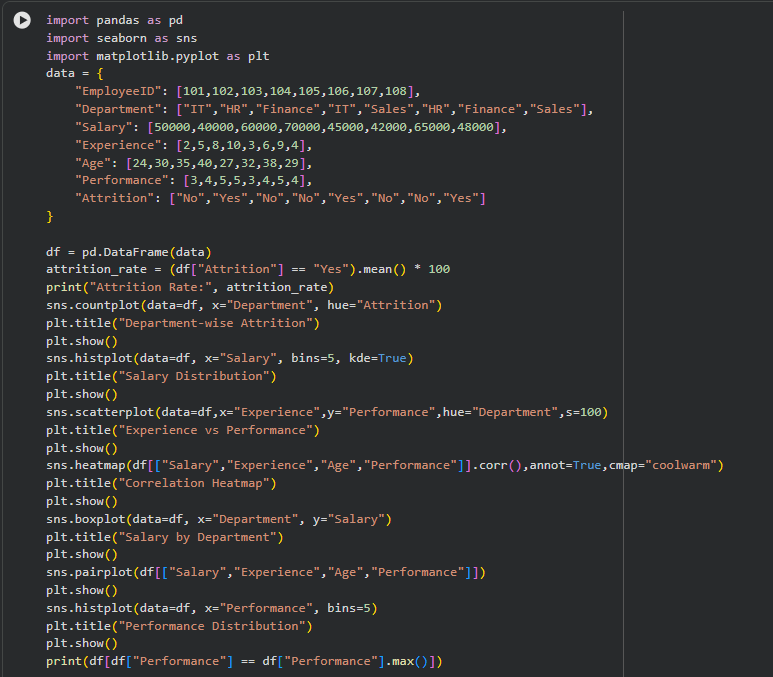 import pandas as pd
import seaborn as sns
import matplotlib.pyplot as plt
data = {
    "EmployeeID": [101,102,103,104,105,106,107,108],
    "Department": ["IT","HR","Finance","IT","Sales","HR","Finance","Sales"],
    "Salary": [50000,40000,60000,70000,45000,42000,65000,48000],
    "Experience": [2,5,8,10,3,6,9,4],
    "Age": [24,30,35,40,27,32,38,29],
    "Performance": [3,4,5,5,3,4,5,4],
    "Attrition": ["No","Yes","No","No","Yes","No","No","Yes"]
}

df = pd.DataFrame(data)
attrition_rate = (df["Attrition"] == "Yes").mean() * 100
print("Attrition Rate:", attrition_rate)
sns.countplot(data=df, x="Department", hue="Attrition")
plt.title("Department-wise Attrition")
plt.show()
sns.histplot(data=df, x="Salary", bins=5, kde=True)
plt.title("Salary Distribution")
plt.show()
sns.scatterplot(data=df,x="Experience",y="Performance",hue="Department",s=100)
plt.title("Experience vs Performance")
plt.show()
sns.heatmap(df[["Salary","Experience","Age","Performance"]].corr(),annot=True,cmap="coolwarm")
plt.title("Correlation Heatmap")
plt.show()
sns.boxplot(data=df, x="Department", y="Salary")
plt.title("Salary by Department")
plt.show()
sns.pairplot(df[["Salary","Experience","Age","Performance"]])
plt.show()
sns.histplot(data=df, x="Performance", bins=5)
plt.title("Performance Distribution")
plt.show()
print(df[df["Performance"] == df["Performance"].max()])